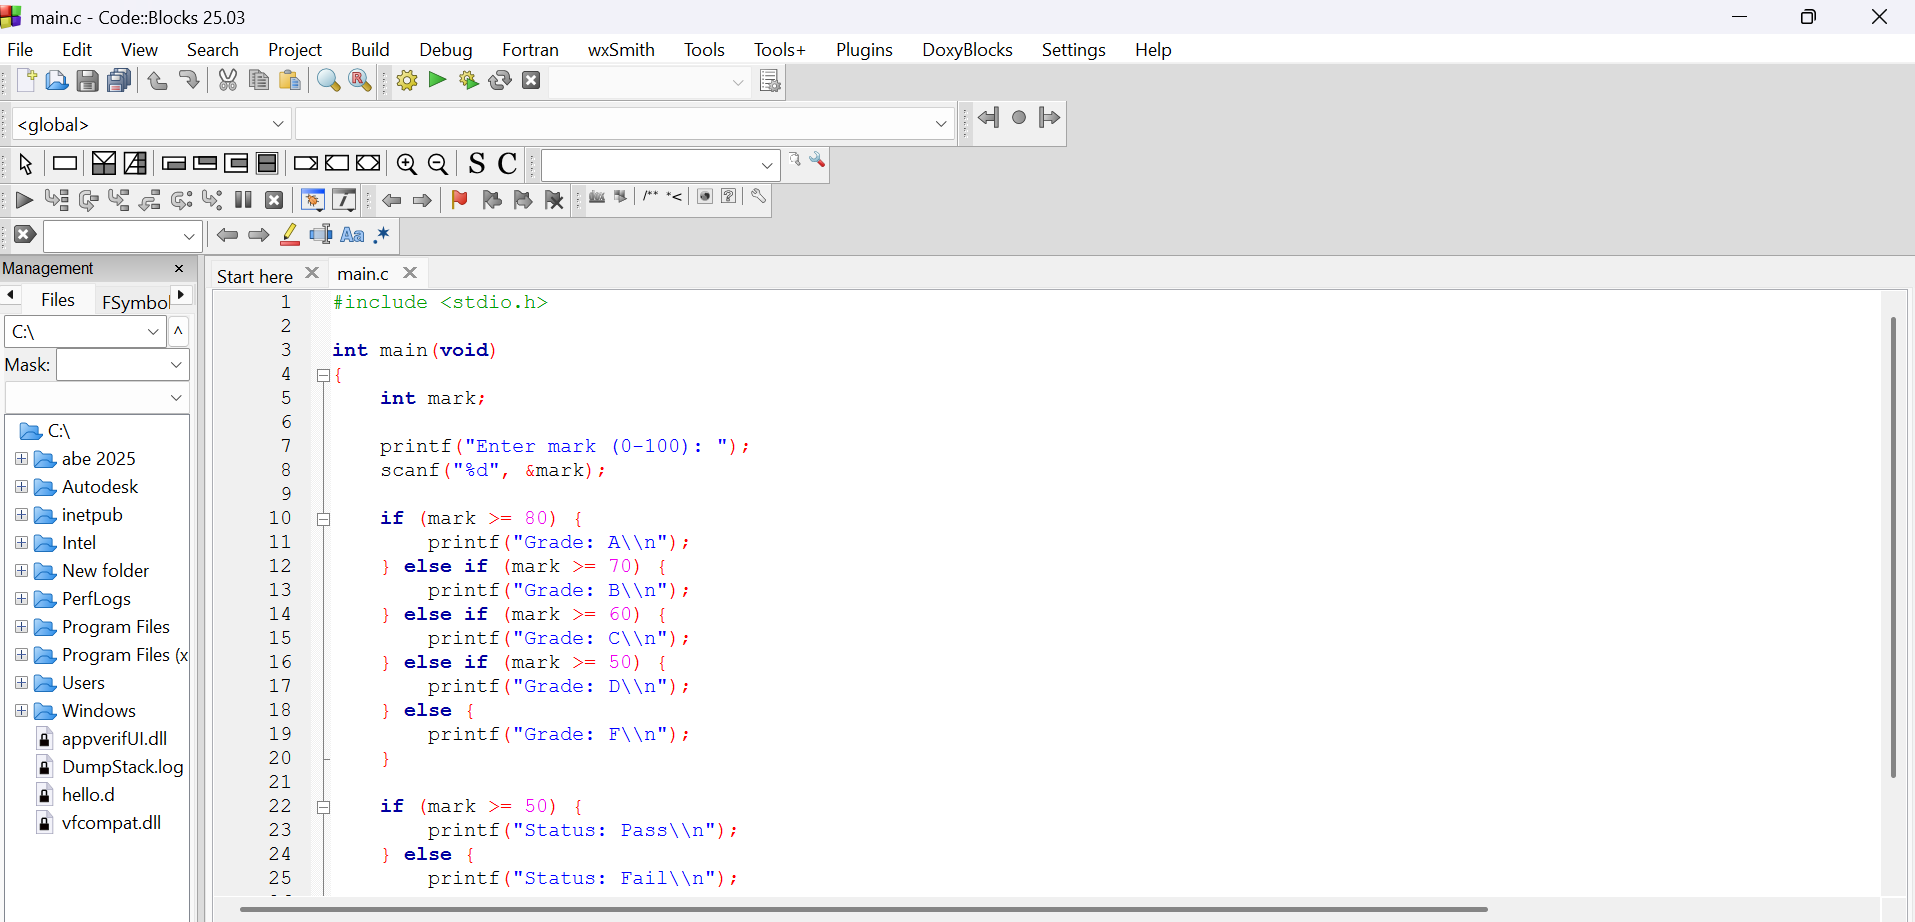 main.c - Code::Blocks 25.03
File Edit View Search Project Build Debug Fortran wxSmith Tools Tools+ Plugins DoxyBlocks Settings Help
<global>
S C
/** *<
Aa .*
Management
Start here main.c
Files FSymbol
C:\
Mask:
C:\
abe 2025
Autodesk
inetpub
Intel
New folder
PerfLogs
Program Files
Program Files (x
Users
Windows
appverifUI.dll
DumpStack.log
hello.d
vfcompat.dll
1 #include <stdio.h>
2
3 int main(void)
4 {
5     int mark;
6
7     printf("Enter mark (0-100): ");
8     scanf("%d", &mark);
9
10     if (mark >= 80) {
11         printf("Grade: A\\n");
12     } else if (mark >= 70) {
13         printf("Grade: B\\n");
14     } else if (mark >= 60) {
15         printf("Grade: C\\n");
16     } else if (mark >= 50) {
17         printf("Grade: D\\n");
18     } else {
19         printf("Grade: F\\n");
20     }
21
22     if (mark >= 50) {
23         printf("Status: Pass\\n");
24     } else {
25         printf("Status: Fail\\n");